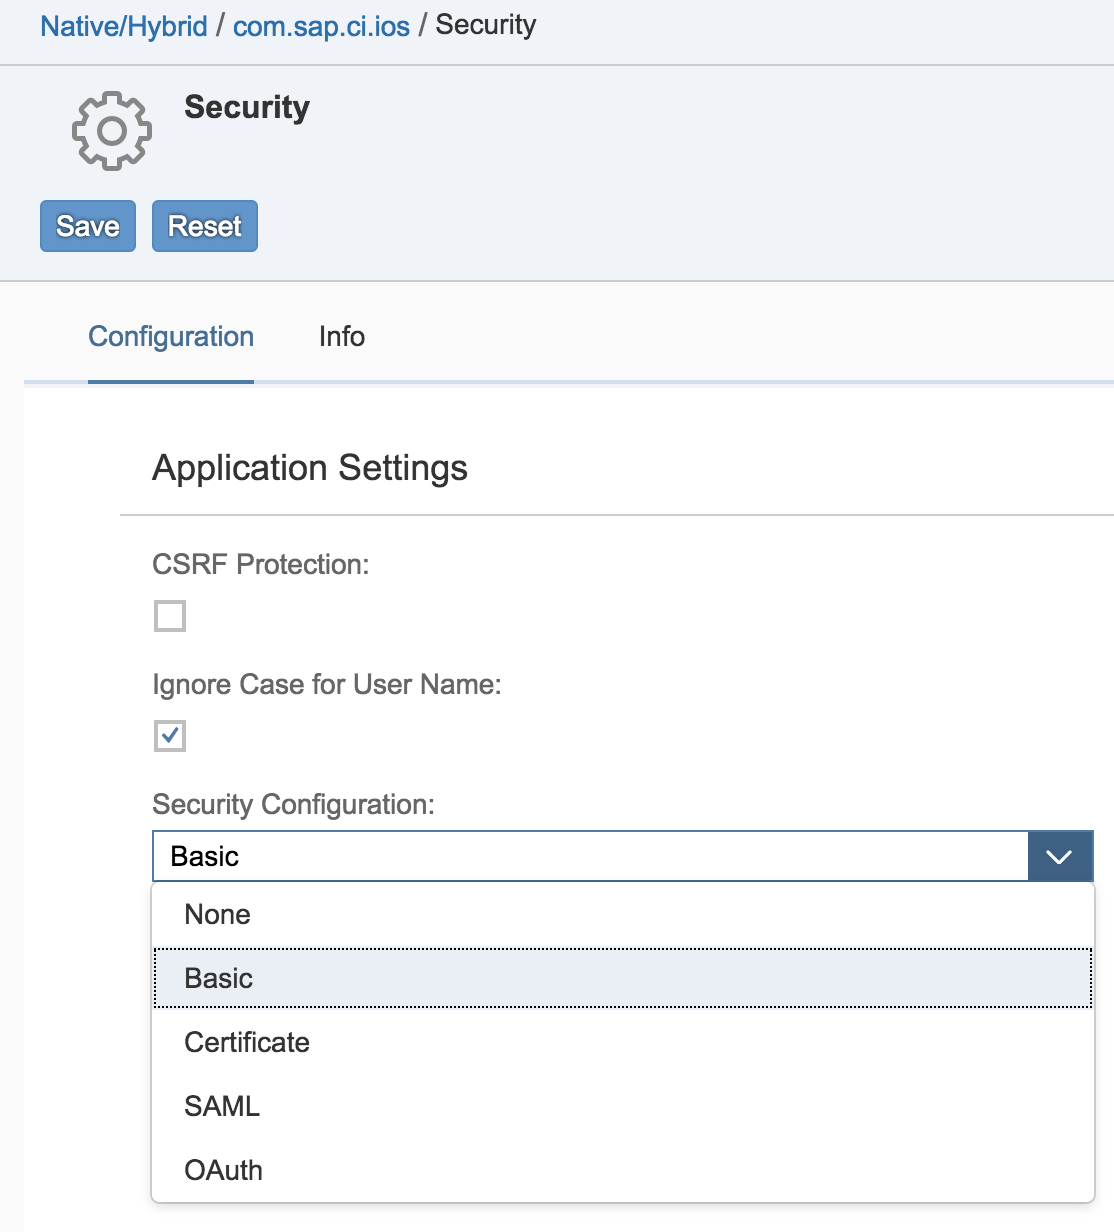 Native/Hybrid / com.sap.ci.ios / Security
Security
Save Reset
Configuration Info
Application Settings
CSRF Protection:
Ignore Case for User Name:
Security Configuration:
Basic
None
Basic
Certificate
SAML
OAuth